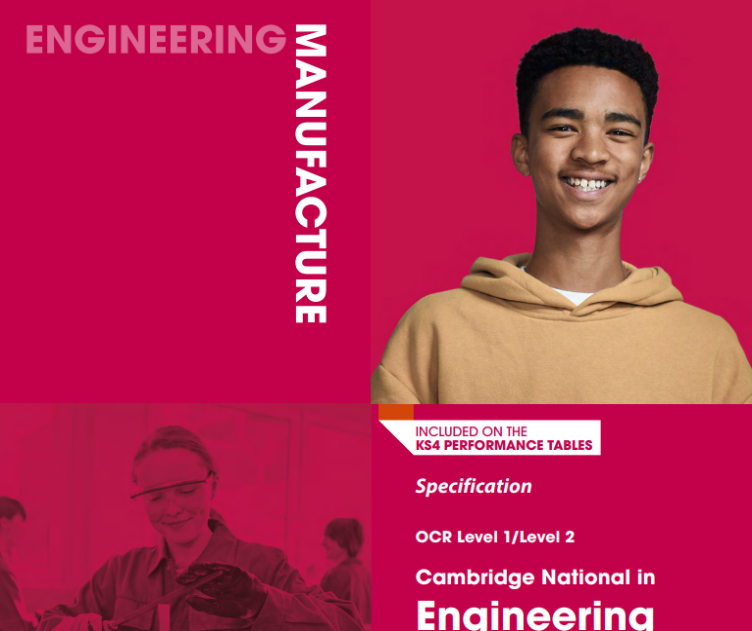 ENGINEERING
MANUFACTURE
INCLUDED ON THE
KS4 PERFORMANCE TABLES
Specification
OCR Level 1/Level 2
Cambridge National in
Engineering